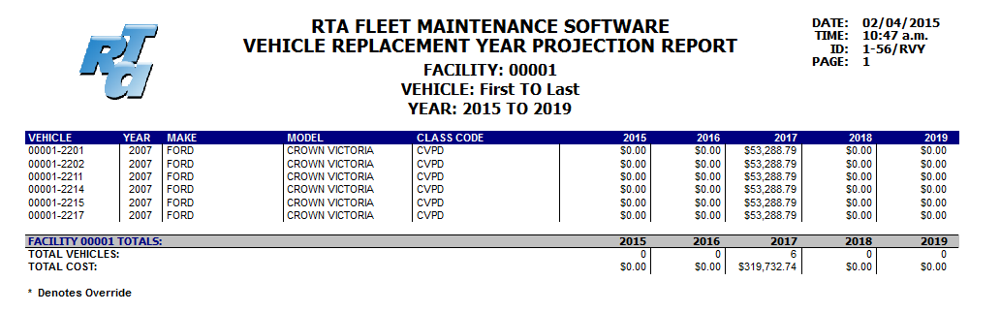 RTA
RTA FLEET MAINTENANCE SOFTWARE
VEHICLE REPLACEMENT YEAR PROJECTION REPORT
FACILITY: 00001
VEHICLE: First TO Last
YEAR: 2015 TO 2019
DATE: 02/04/2015
TIME: 10:47 a.m.
ID: 1-56/RVY
PAGE: 1
VEHICLE YEAR MAKE MODEL CLASS CODE 2015 2016 2017 2018 2019
00001-2201 2007 FORD CROWN VICTORIA CVPD $0.00 $0.00 $53,288.79 $0.00 $0.00
00001-2202 2007 FORD CROWN VICTORIA CVPD $0.00 $0.00 $53,288.79 $0.00 $0.00
00001-2211 2007 FORD CROWN VICTORIA CVPD $0.00 $0.00 $53,288.79 $0.00 $0.00
00001-2214 2007 FORD CROWN VICTORIA CVPD $0.00 $0.00 $53,288.79 $0.00 $0.00
00001-2215 2007 FORD CROWN VICTORIA CVPD $0.00 $0.00 $53,288.79 $0.00 $0.00
00001-2217 2007 FORD CROWN VICTORIA CVPD $0.00 $0.00 $53,288.79 $0.00 $0.00
FACILITY 00001 TOTALS: 2015 2016 2017 2018 2019
TOTAL VEHICLES: 0 0 6 0 0
TOTAL COST: $0.00 $0.00 $319,732.74 $0.00 $0.00
* Denotes Override